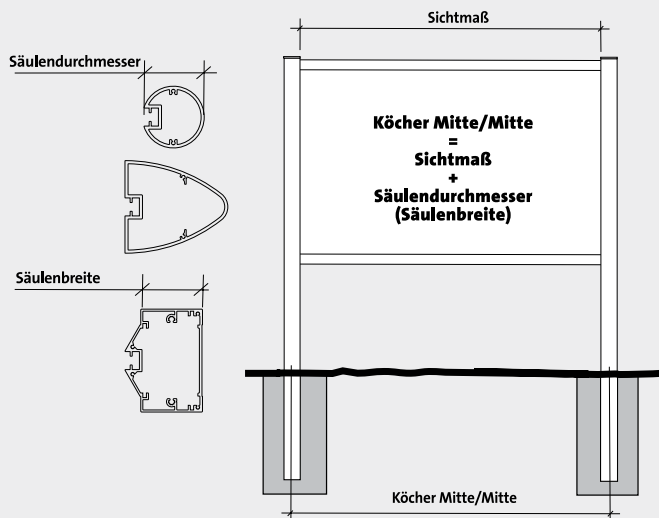 Sichtmaß
Säulendurchmesser
Köcher Mitte/Mitte
=
Sichtmaß
+
Säulendurchmesser
(Säulenbreite)
Säulenbreite
Köcher Mitte/Mitte